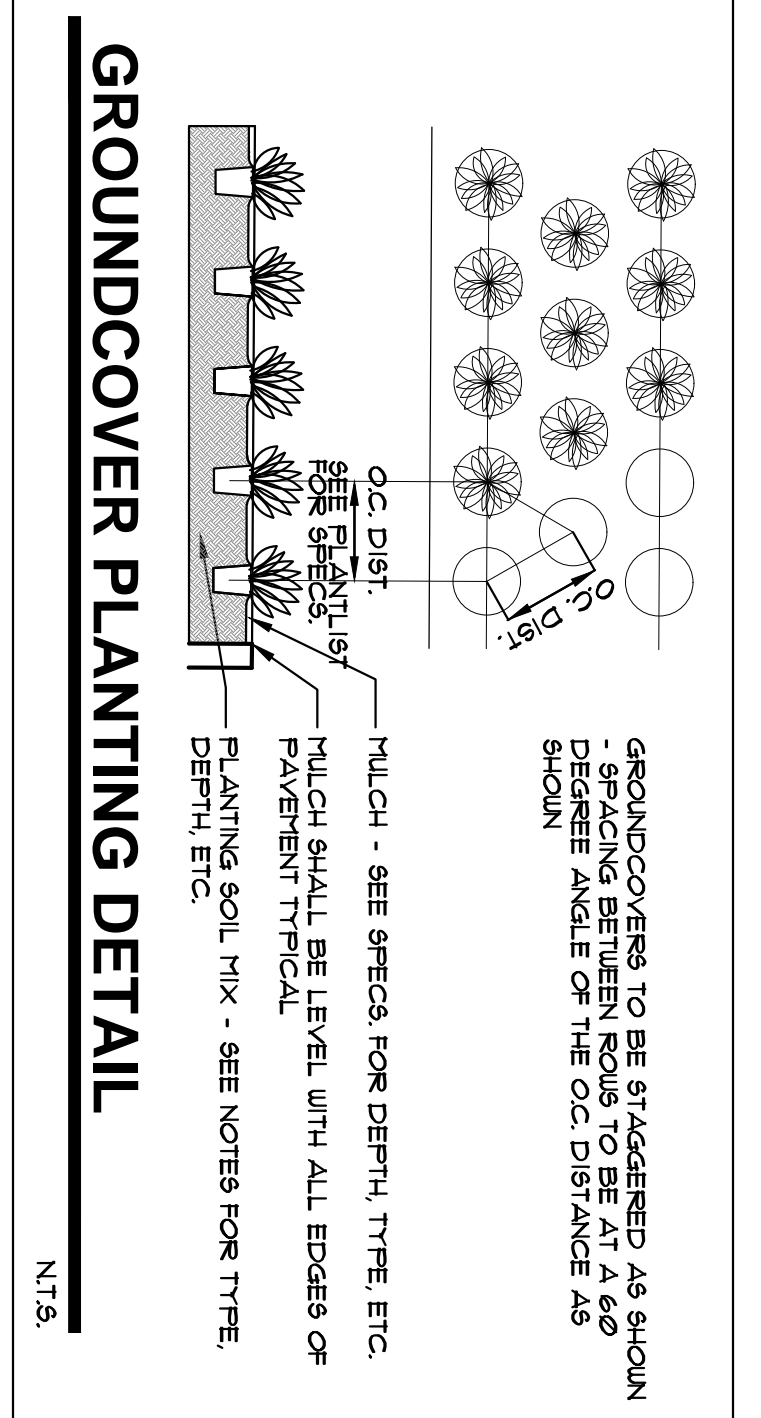 GROUNDCOVERS TO BE STAGGERED AS SHOWN
- SPACING BETWEEN ROWS TO BE AT A 60
DEGREE ANGLE OF THE O.C. DISTANCE AS
SHOWN
O.C. DIST.
O.C. DIST.
SEE PLANTLIST
FOR SPECS.
MULCH - SEE SPECS. FOR DEPTH, TYPE, ETC.
MULCH SHALL BE LEVEL WITH ALL EDGES OF
PAVEMENT TYPICAL
PLANTING SOIL MIX - SEE NOTES FOR TYPE,
DEPTH, ETC.
GROUNDCOVER PLANTING DETAIL
N.T.S.